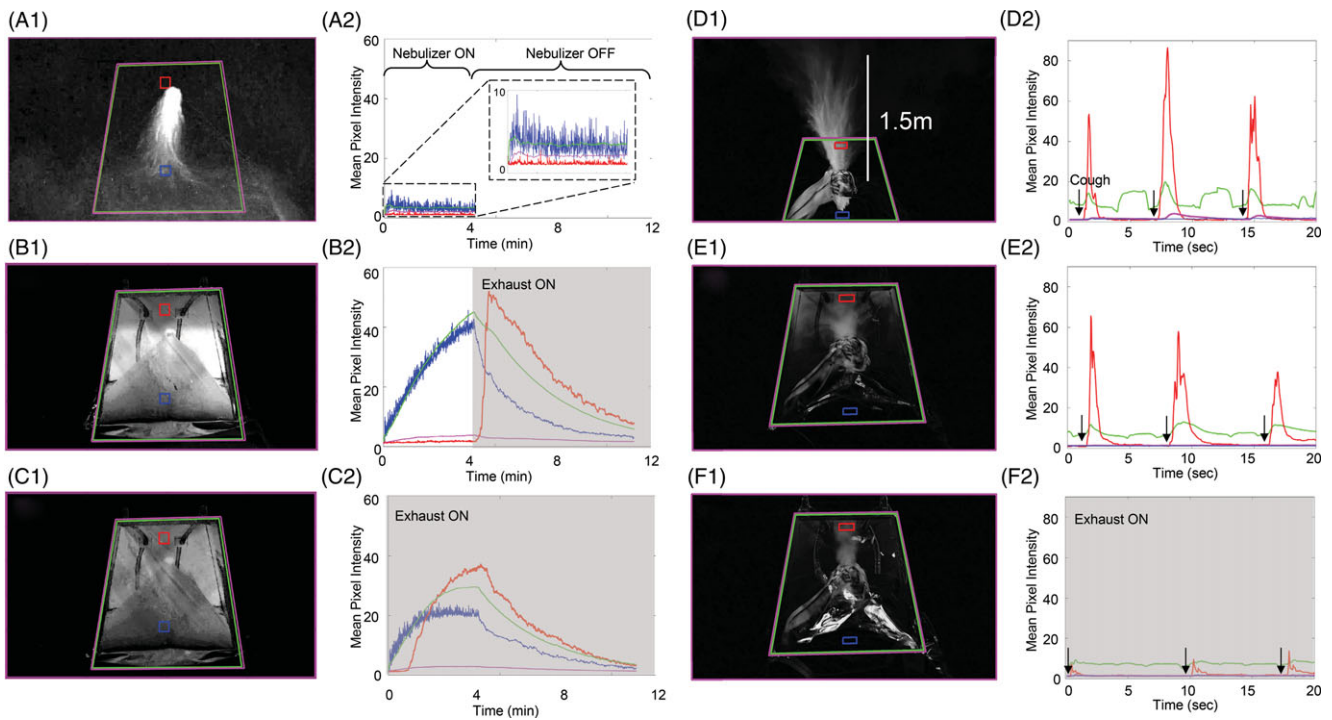 (A1)
(A2)
60
40
20
0
Mean Pixel Intensity
Nebulizer ON
Nebulizer OFF
10
0
0
4
8
12
Time (min)
(B1)
(B2)
60
40
20
0
Mean Pixel Intensity
Exhaust ON
0
4
8
12
Time (min)
(C1)
(C2)
60
40
20
0
Mean Pixel Intensity
Exhaust ON
0
4
8
12
Time (min)
(D1)
1.5m
(D2)
80
60
40
20
0
Mean Pixel Intensity
Cough
0
5
10
15
20
Time (sec)
(E1)
(E2)
80
60
40
20
0
Mean Pixel Intensity
0
5
10
15
20
Time (sec)
(F1)
(F2)
80
60
40
20
0
Mean Pixel Intensity
Exhaust ON
0
5
10
15
20
Time (sec)